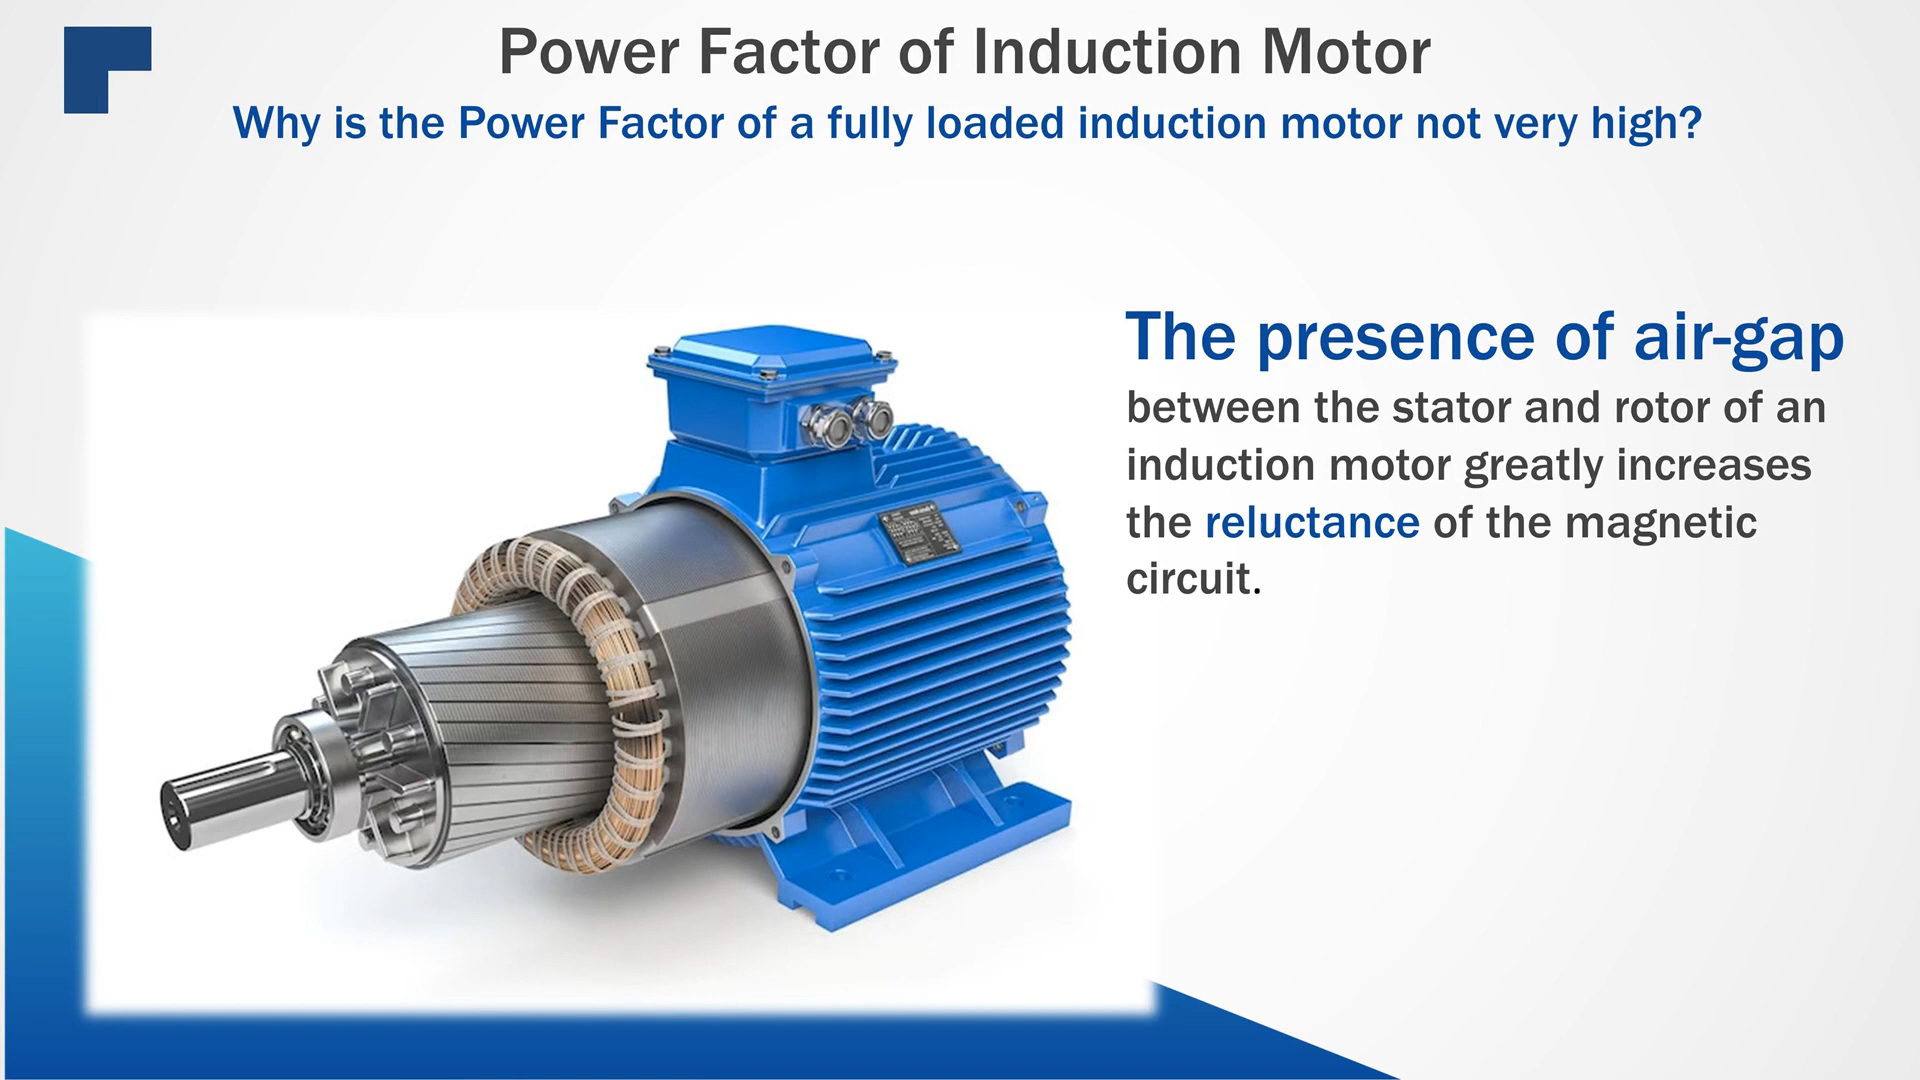 Power Factor of Induction Motor
Why is the Power Factor of a fully loaded induction motor not very high?
The presence of air-gap
between the stator and rotor of an
induction motor greatly increases
the reluctance of the magnetic
circuit.